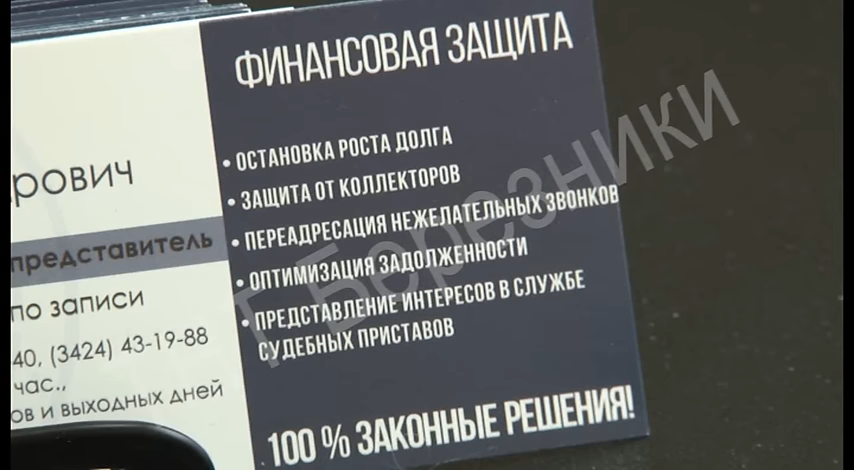 ФИНАНСОВАЯ ЗАЩИТА
• ОСТАНОВКА РОСТА ДОЛГА
• ЗАЩИТА ОТ КОЛЛЕКТОРОВ
• ПЕРЕАДРЕСАЦИЯ НЕЖЕЛАТЕЛЬНЫХ ЗВОНКОВ
• ОПТИМИЗАЦИЯ ЗАДОЛЖЕННОСТИ
• ПРЕДСТАВЛЕНИЕ ИНТЕРЕСОВ В СЛУЖБЕ
СУДЕБНЫХ ПРИСТАВОВ
100 % ЗАКОННЫЕ РЕШЕНИЯ!
рович
представитель
по записи
40, (3424) 43-19-88
час.,
ов и выходных дней
Г Березники